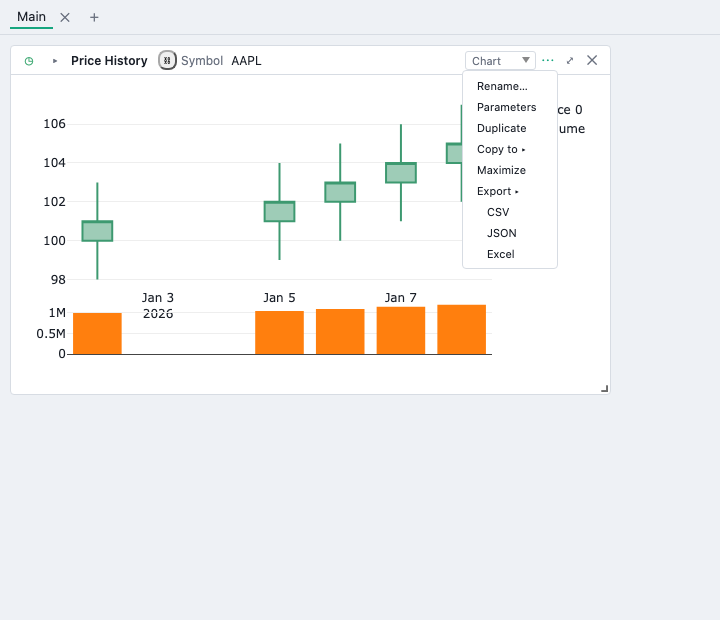 Main
Price History Symbol AAPL Chart
Rename...
Parameters
Duplicate
Copy to
Maximize
Export
CSV
JSON
Excel
ce 0
ume
106
104
102
100
98
Jan 3
2026
Jan 5
Jan 7
1M
0.5M
0